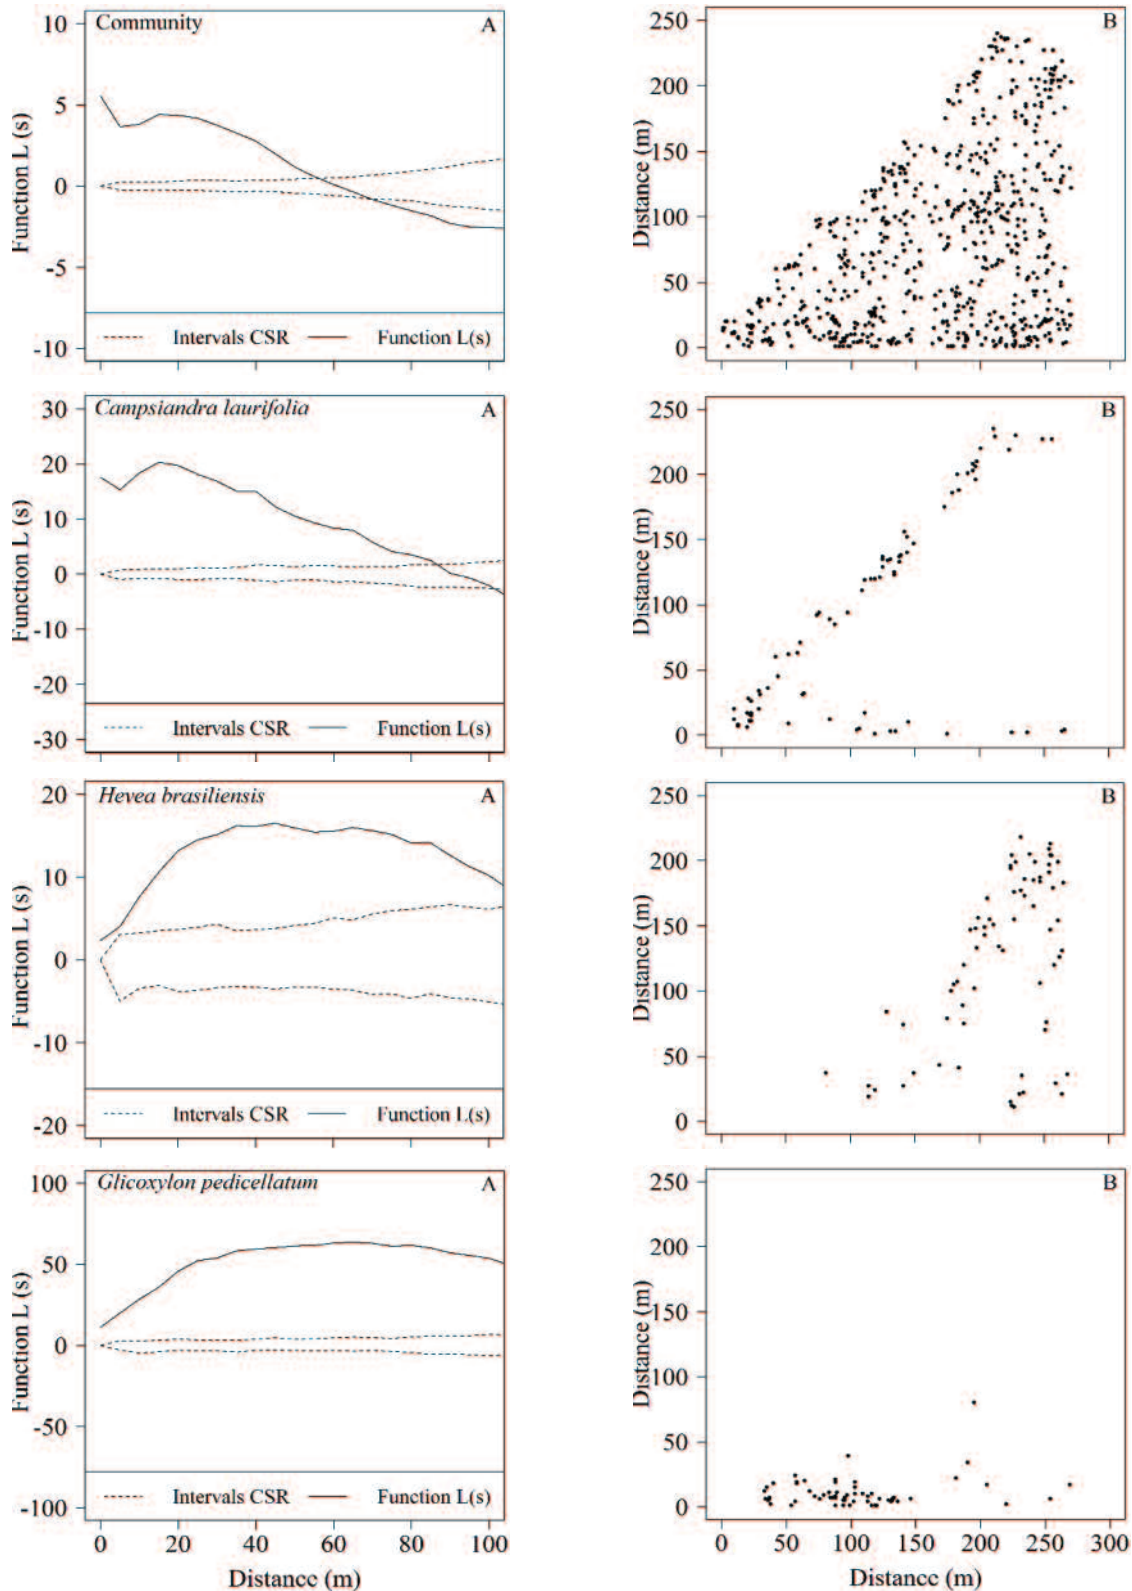 Community A
Function L (s)
10
5
0
-5
-10
Intervals CSR Function L(s)
B
Distance (m)
250
200
150
100
50
0
Campsiandra laurifolia A
Function L (s)
30
20
10
0
-10
-20
-30
Intervals CSR Function L(s)
B
Distance (m)
250
200
150
100
50
0
Hevea brasiliensis A
Function L (s)
20
10
0
-10
-20
Intervals CSR Function L(s)
B
Distance (m)
250
200
150
100
50
0
Glicoxylon pedicellatum A
Function L (s)
100
50
0
-50
-100
Intervals CSR Function L(s)
0 20 40 60 80 100
Distance (m)
B
Distance (m)
250
200
150
100
50
0
0 50 100 150 200 250 300
Distance (m)